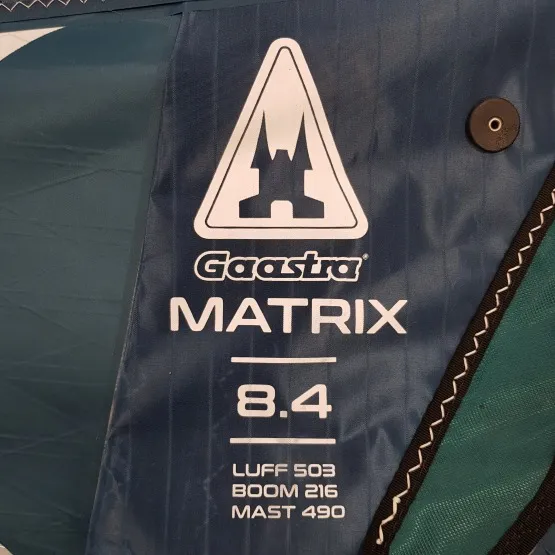 Gaastra®
MATRIX
8.4
LUFF 503
BOOM 216
MAST 490